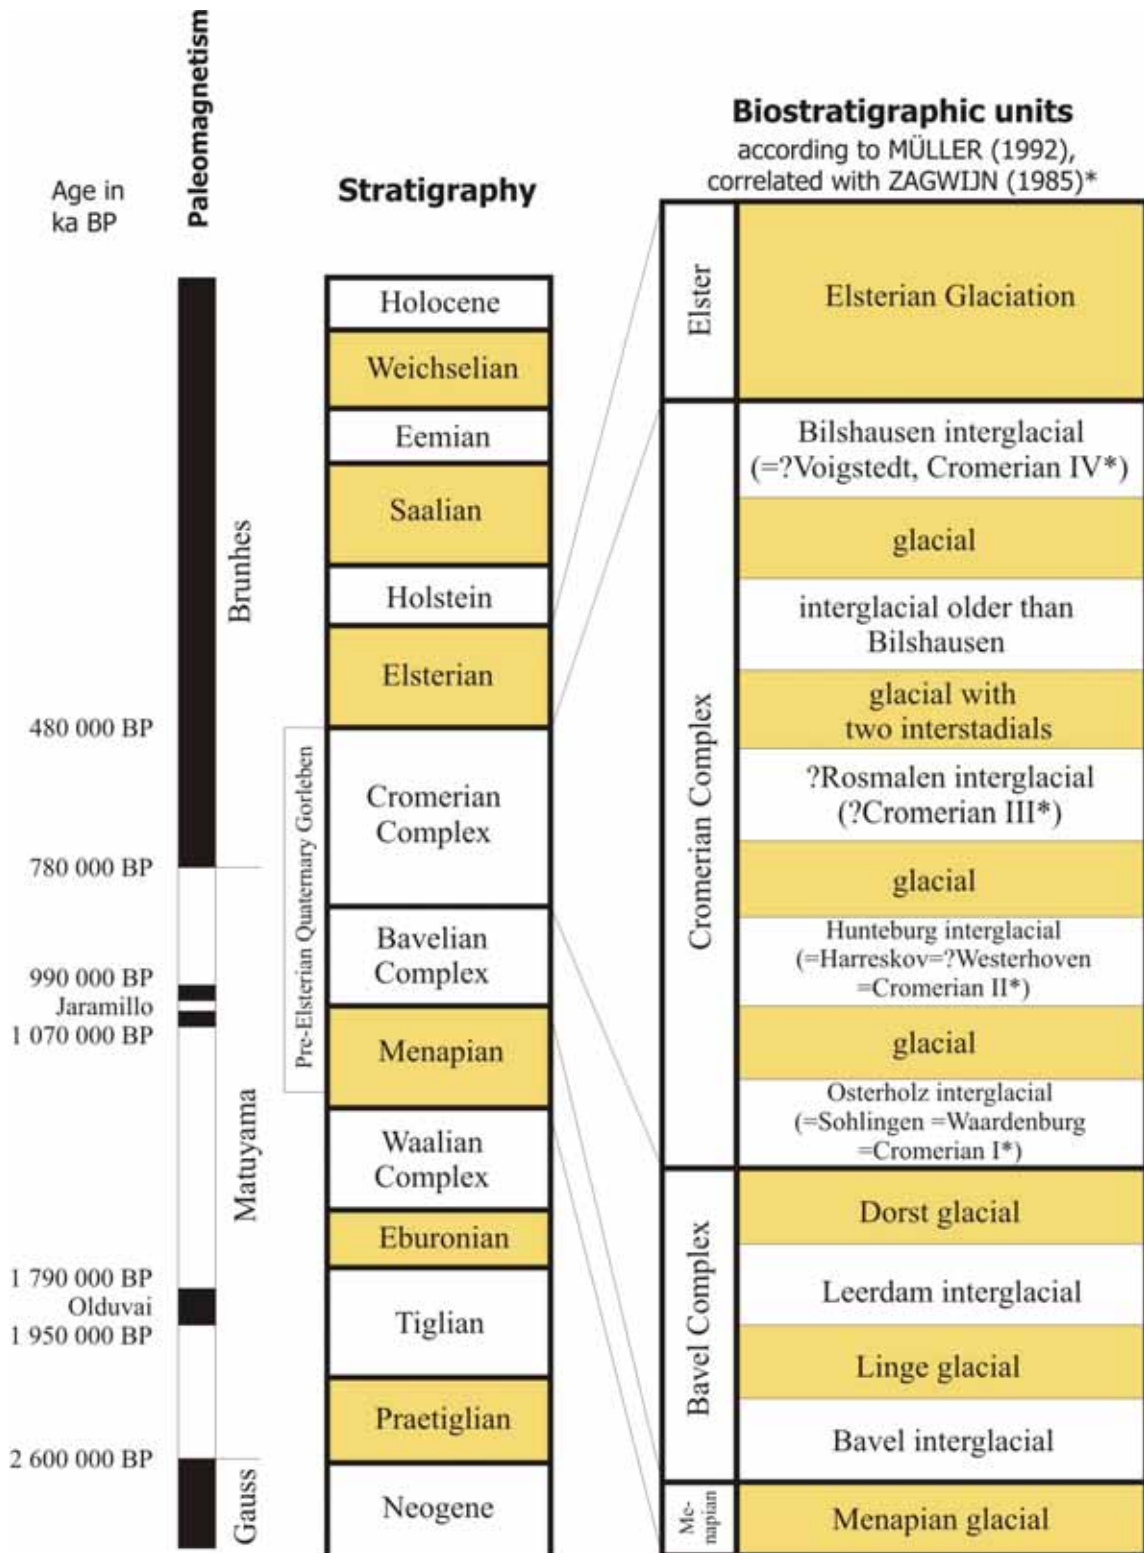 Age in
ka BP
Paleomagnetism
480 000 BP
780 000 BP
990 000 BP
Jaramillo
1 070 000 BP
1 790 000 BP
Olduvai
1 950 000 BP
2 600 000 BP
Brunhes
Matuyama
Gauss
Pre-Elsterian Quaternary Gorleben
Stratigraphy
Holocene
Weichselian
Eemian
Saalian
Holstein
Elsterian
Cromerian
Complex
Bavelian
Complex
Menapian
Waalian
Complex
Eburonian
Tiglian
Praetiglian
Neogene
Biostratigraphic units
according to MÜLLER (1992),
correlated with ZAGWIJN (1985)*
Elster
Elsterian Glaciation
Cromerian Complex
Bilshausen interglacial
(=?Voigstedt, Cromerian IV*)
glacial
interglacial older than
Bilshausen
glacial with
two interstadials
?Rosmalen interglacial
(?Cromerian III*)
glacial
Hunteburg interglacial
(=Harreskov=?Westerhoven
=Cromerian II*)
glacial
Osterholz interglacial
(=Sohlingen =Waardenburg
=Cromerian I*)
Bavel Complex
Dorst glacial
Leerdam interglacial
Linge glacial
Bavel interglacial
Me-
napian
Menapian glacial